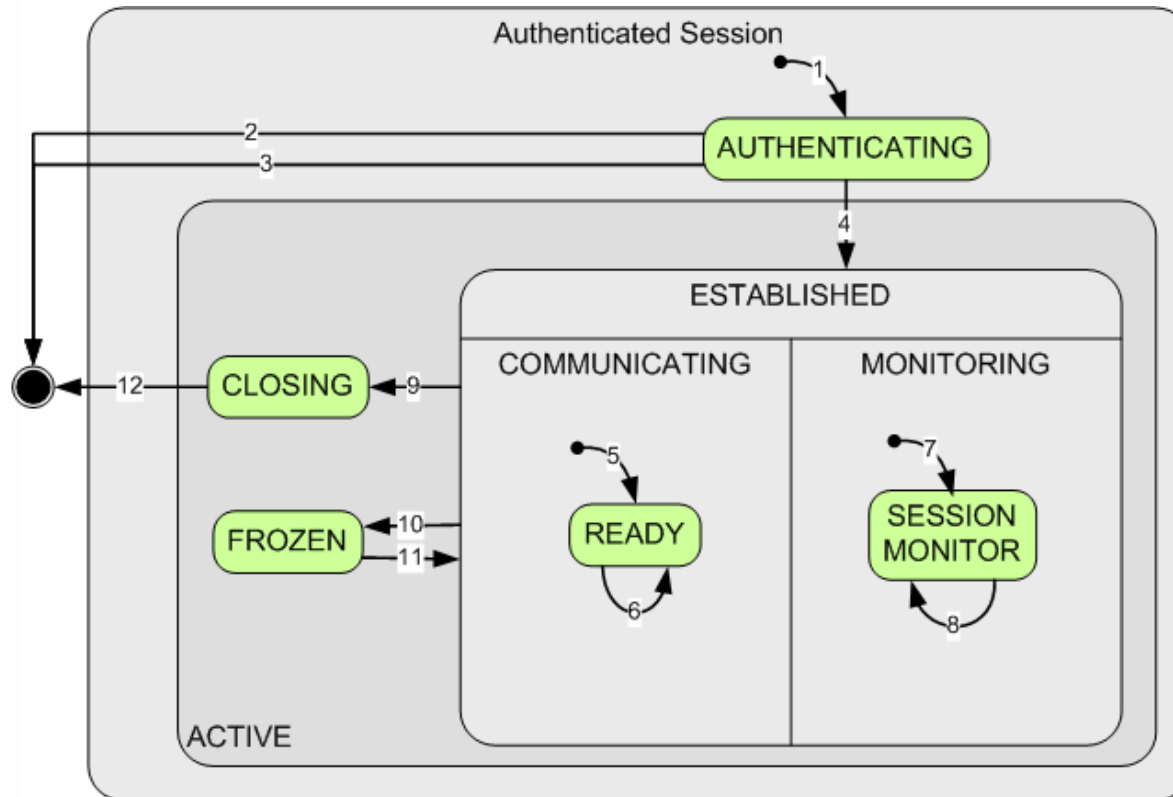 Authenticated Session
1
2
AUTHENTICATING
3
4
ESTABLISHED
COMMUNICATING
MONITORING
CLOSING
12
9
5
7
FROZEN
10
11
READY
SESSION
MONITOR
6
8
ACTIVE